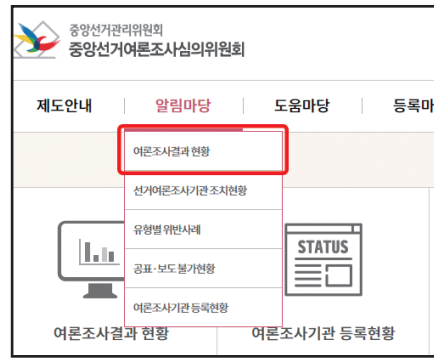 중앙선거관리위원회
중앙선거여론조사심의위원회
제도안내 알림마당 도움마당 등록마
여론조사결과 현황
선거여론조사기관 조치현황
유형별 위반사례
공표·보도 불가현황
여론조사기관 등록현황
STATUS
여론조사결과 현황 여론조사기관 등록현황